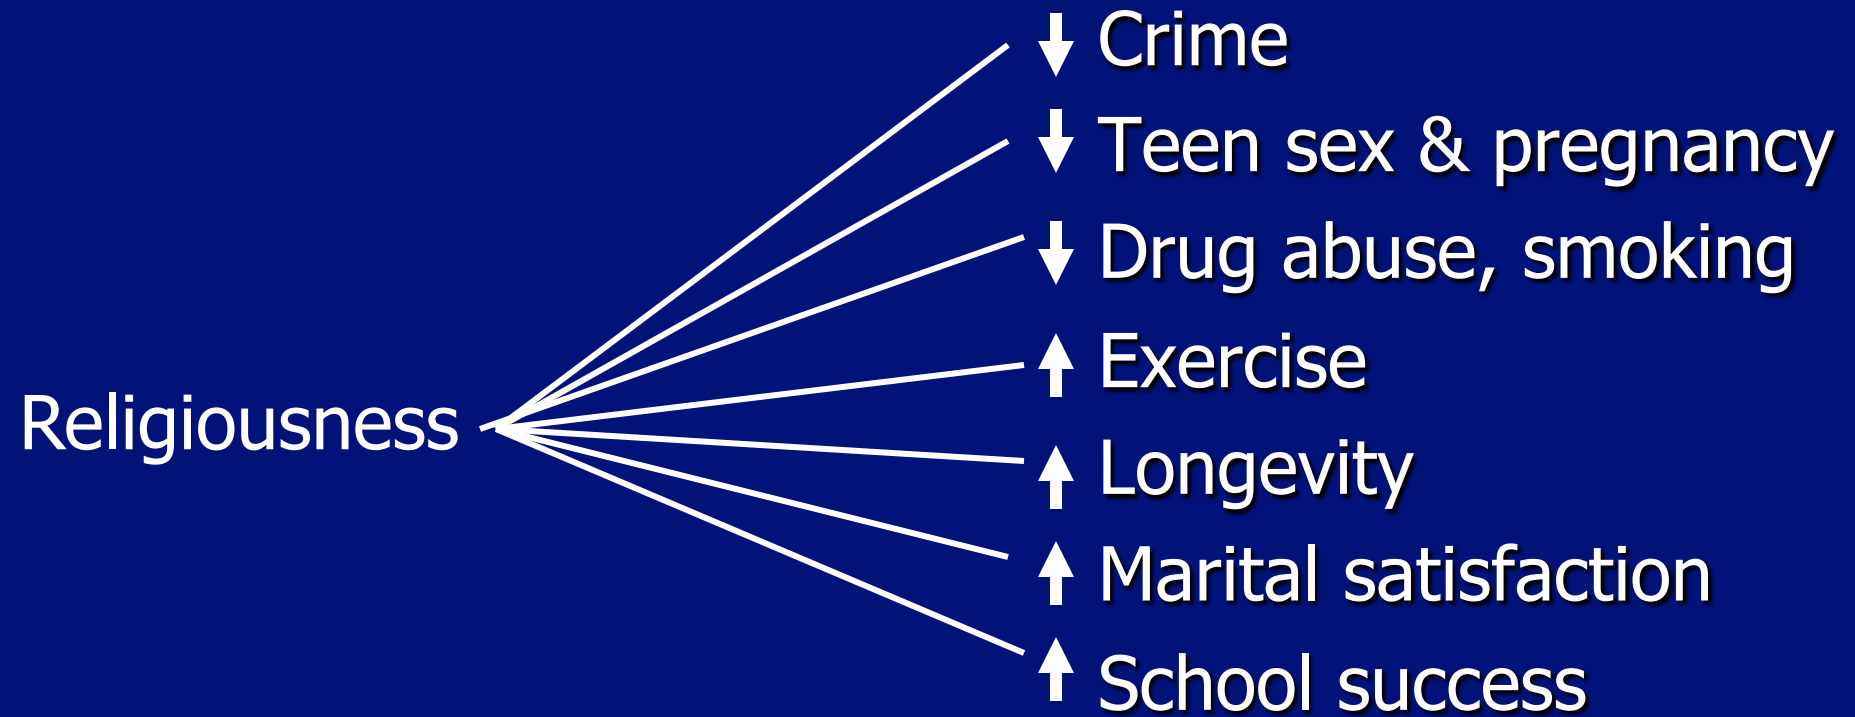 Crime
Teen sex & pregnancy
Drug abuse, smoking
Exercise
Religiousness
Longevity
Marital satisfaction
School success